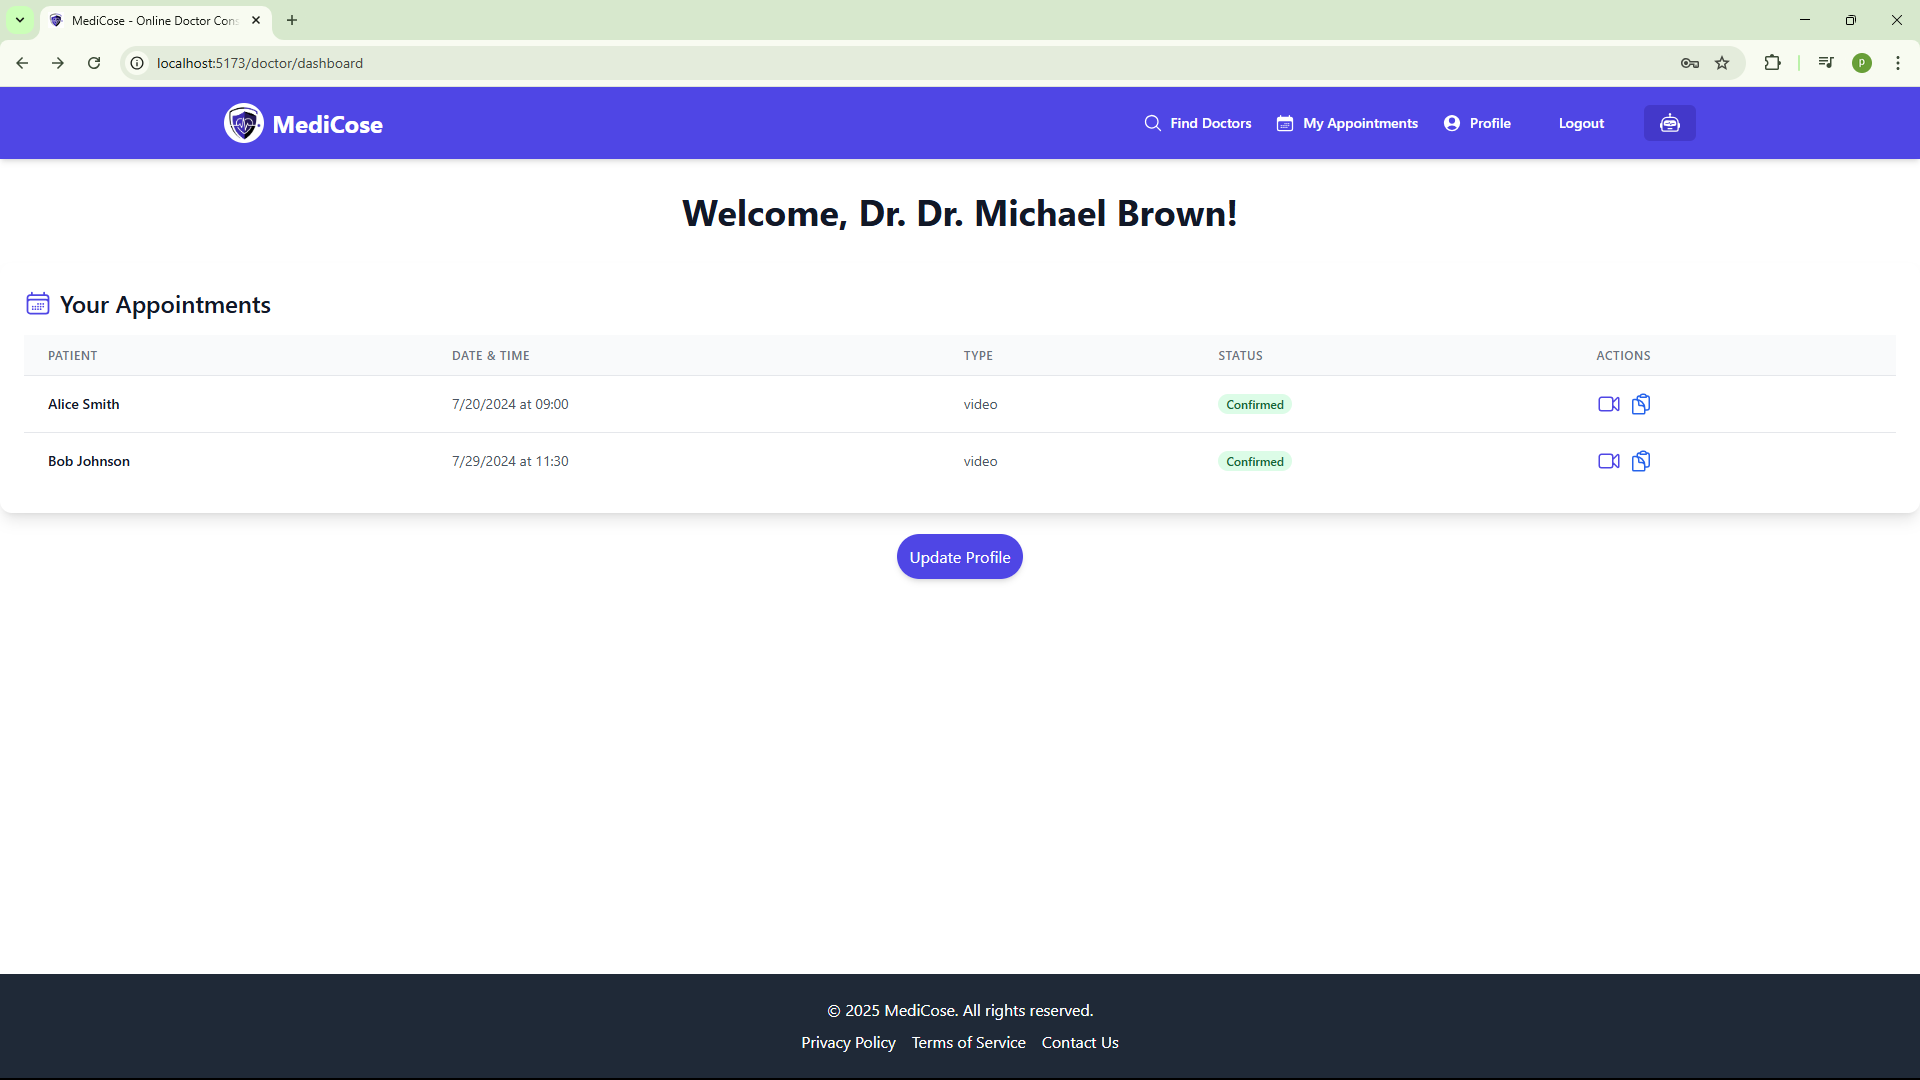 MediCose - Online Doctor Cons
localhost:5173/doctor/dashboard
P
MediCose
Find Doctors My Appointments Profile Logout
Welcome, Dr. Dr. Michael Brown!
Your Appointments
PATIENT DATE & TIME TYPE STATUS ACTIONS
Alice Smith 7/20/2024 at 09:00 video Confirmed
Bob Johnson 7/29/2024 at 11:30 video Confirmed
Update Profile
© 2025 MediCose. All rights reserved.
Privacy Policy Terms of Service Contact Us